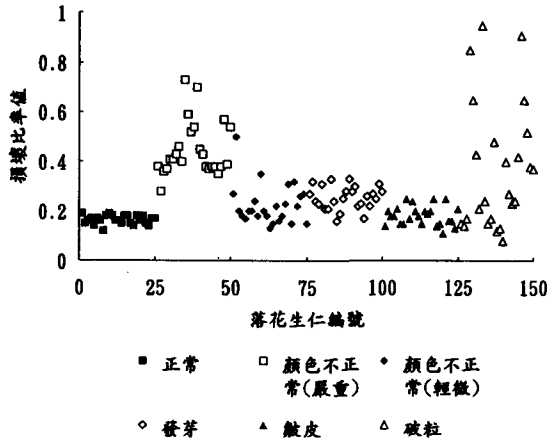 1
0.8
0.6
0.4
0.2
0
損壞比率值
0 25 50 75 100 125 150
落花生仁編號
正常 顏色不正 顏色不正
常(嚴重) 常(輕微)
發芽 皺皮 破粒